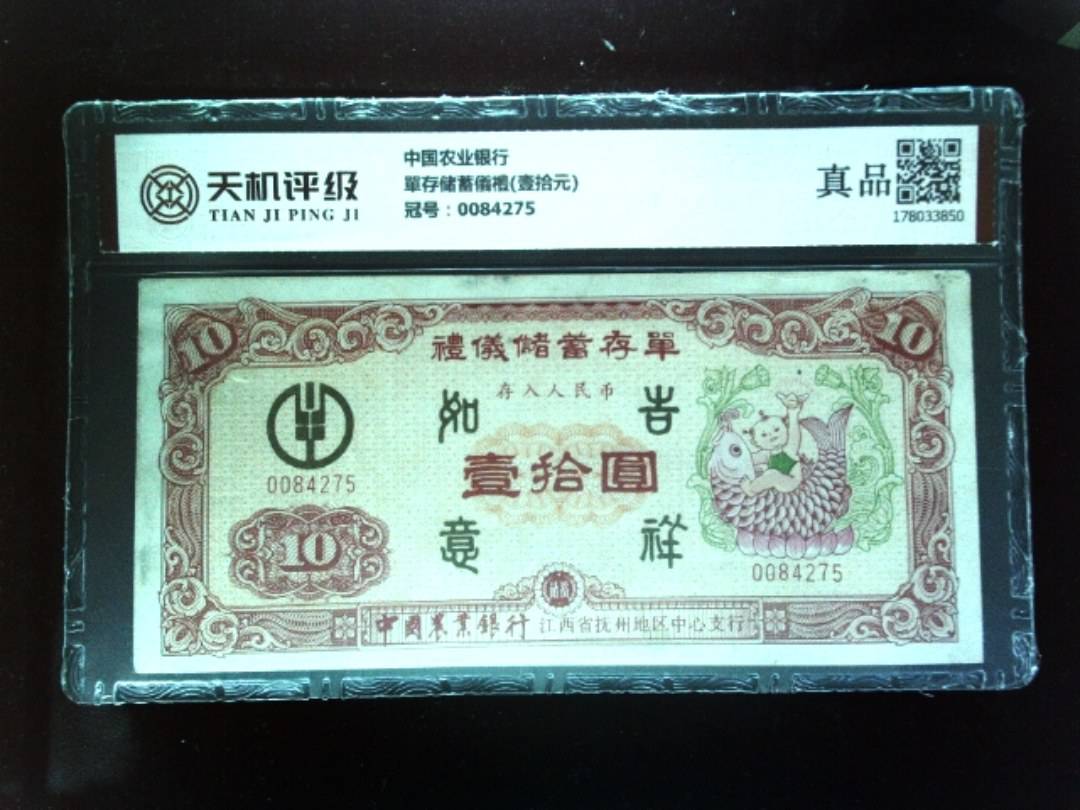 天机评级
TIAN JI PING JI
中国农业银行
單存储蓄儀禮(壹拾元)
冠号：0084275
真品
178033850
10
10
禮儀儲蓄存單
存入人民币
如
吉
0084275
壹拾圓
10
意
祥
0084275
中國農業銀行 江西省抚州地区中心支行